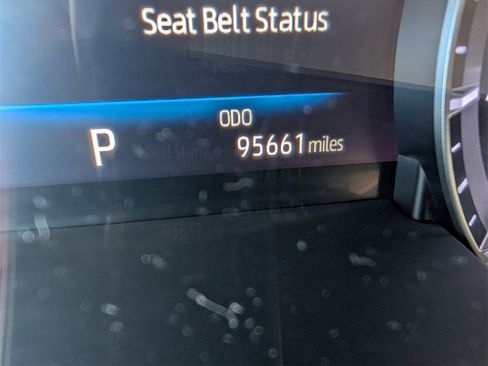 Seat Belt Status
ODO
P 95661 miles